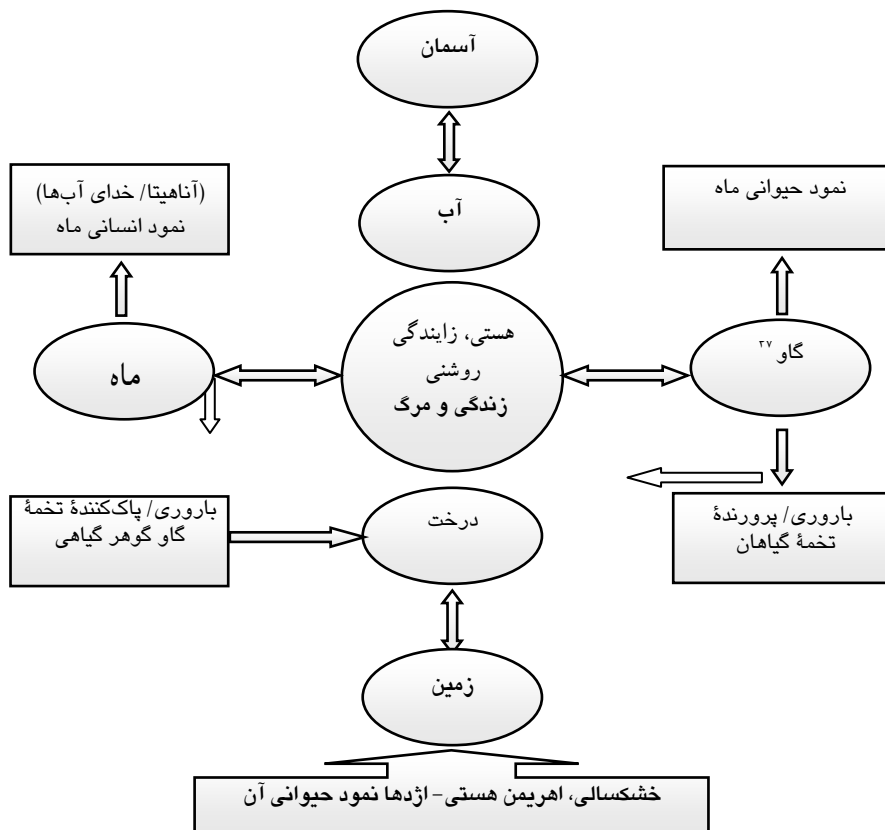 آسمان
آب
نمود حیوانی ماه
(آناهیتا/ خدای آب‌ها)
نمود انسانی ماه
هستی، زایندگی
روشنی
زندگی و مرگ
گاو ۲۷
ماه
باروری/ پرورندهٔ
تخمهٔ گیاهان
درخت
باروری/ پاک‌کنندهٔ تخمهٔ
گاو گوهر گیاهی
زمین
خشکسالی، اهریمن هستی- اژدها نمود حیوانی آن